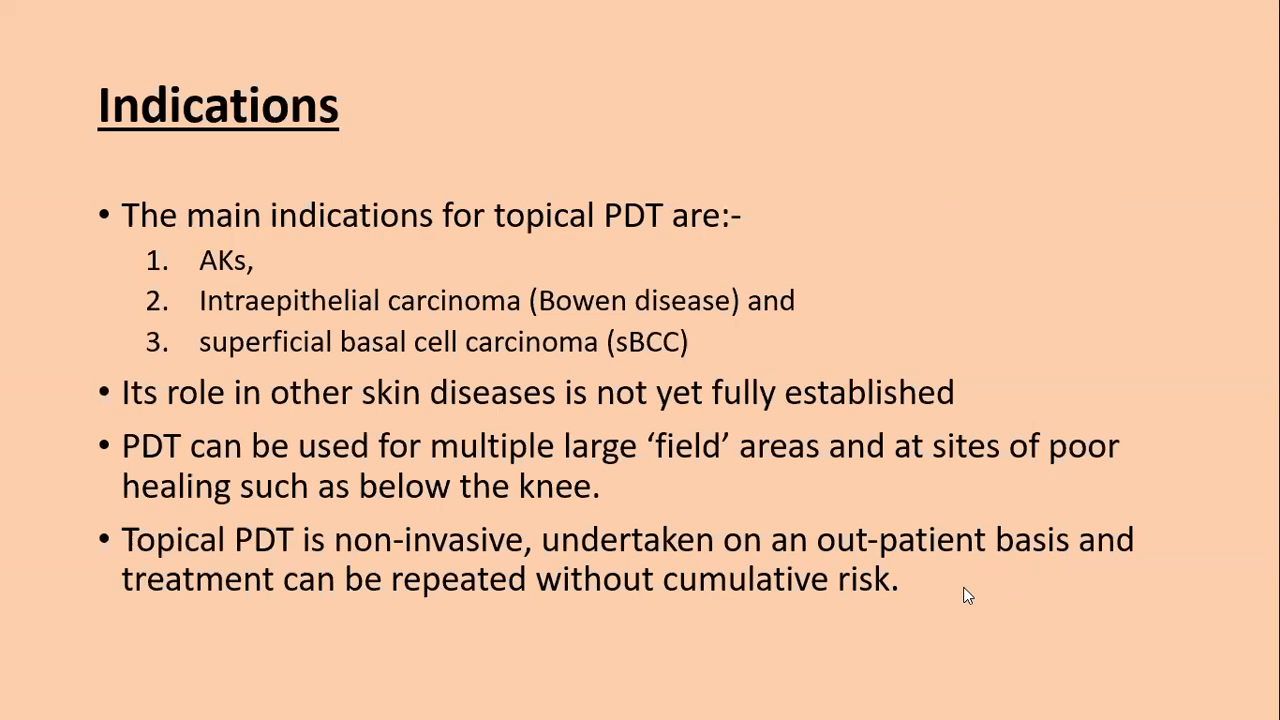 Indications
• The main indications for topical PDT are:-
1. AKs,
2. Intraepithelial carcinoma (Bowen disease) and
3. superficial basal cell carcinoma (sBCC)
• Its role in other skin diseases is not yet fully established
• PDT can be used for multiple large ‘field’ areas and at sites of poor
healing such as below the knee.
• Topical PDT is non-invasive, undertaken on an out-patient basis and
treatment can be repeated without cumulative risk.